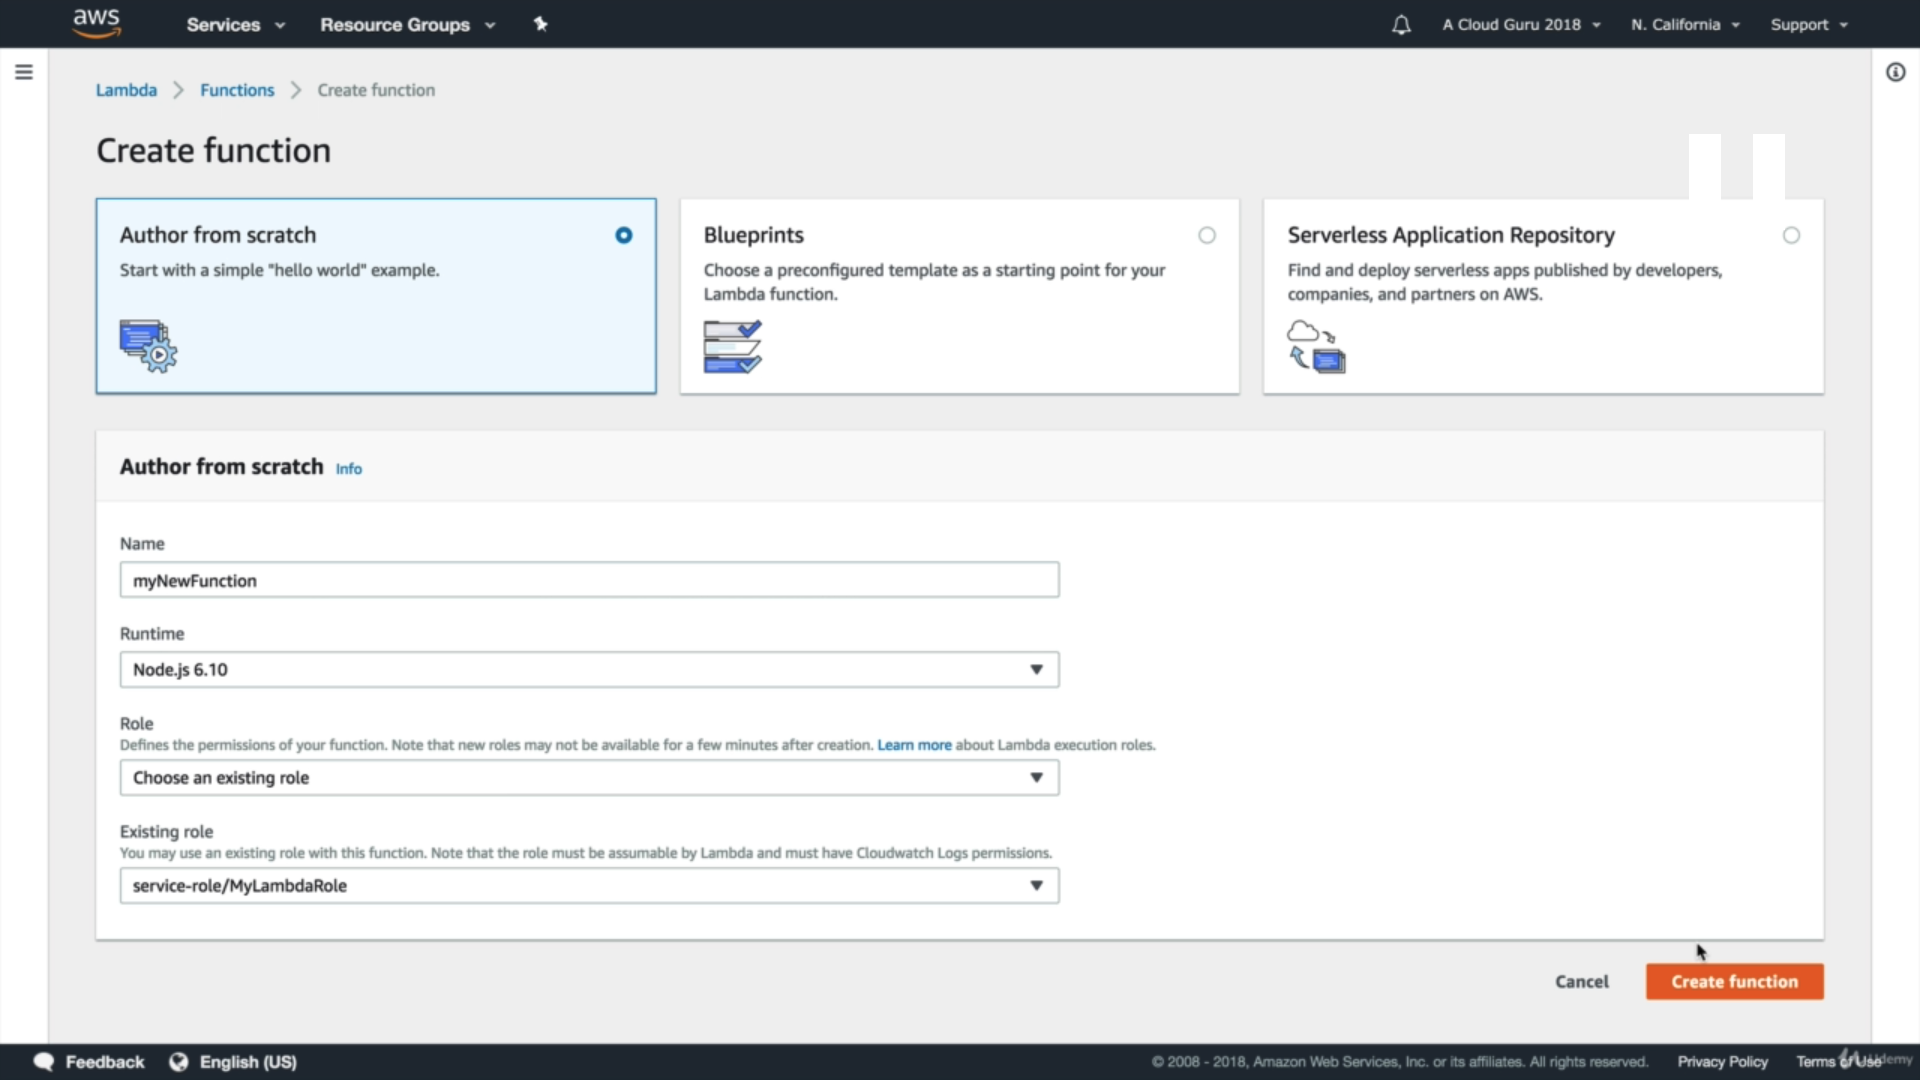 aws
Services
Resource Groups
A Cloud Guru 2018
N. California
Support
Lambda
Functions
Create function
Create function
Author from scratch
Start with a simple "hello world" example.
Blueprints
Choose a preconfigured template as a starting point for your
Lambda function.
Serverless Application Repository
Find and deploy serverless apps published by developers,
companies, and partners on AWS.
Author from scratch Info
Name
myNewFunction
Runtime
Node.js 6.10
Role
Defines the permissions of your function. Note that new roles may not be available for a few minutes after creation. Learn more about Lambda execution roles.
Choose an existing role
Existing role
You may use an existing role with this function. Note that the role must be assumable by Lambda and must have Cloudwatch Logs permissions.
service-role/MyLambdaRole
Cancel
Create function
Feedback
English (US)
© 2008 - 2018, Amazon Web Services, Inc. or its affiliates. All rights reserved.
Privacy Policy
Terms of Use
Udemy